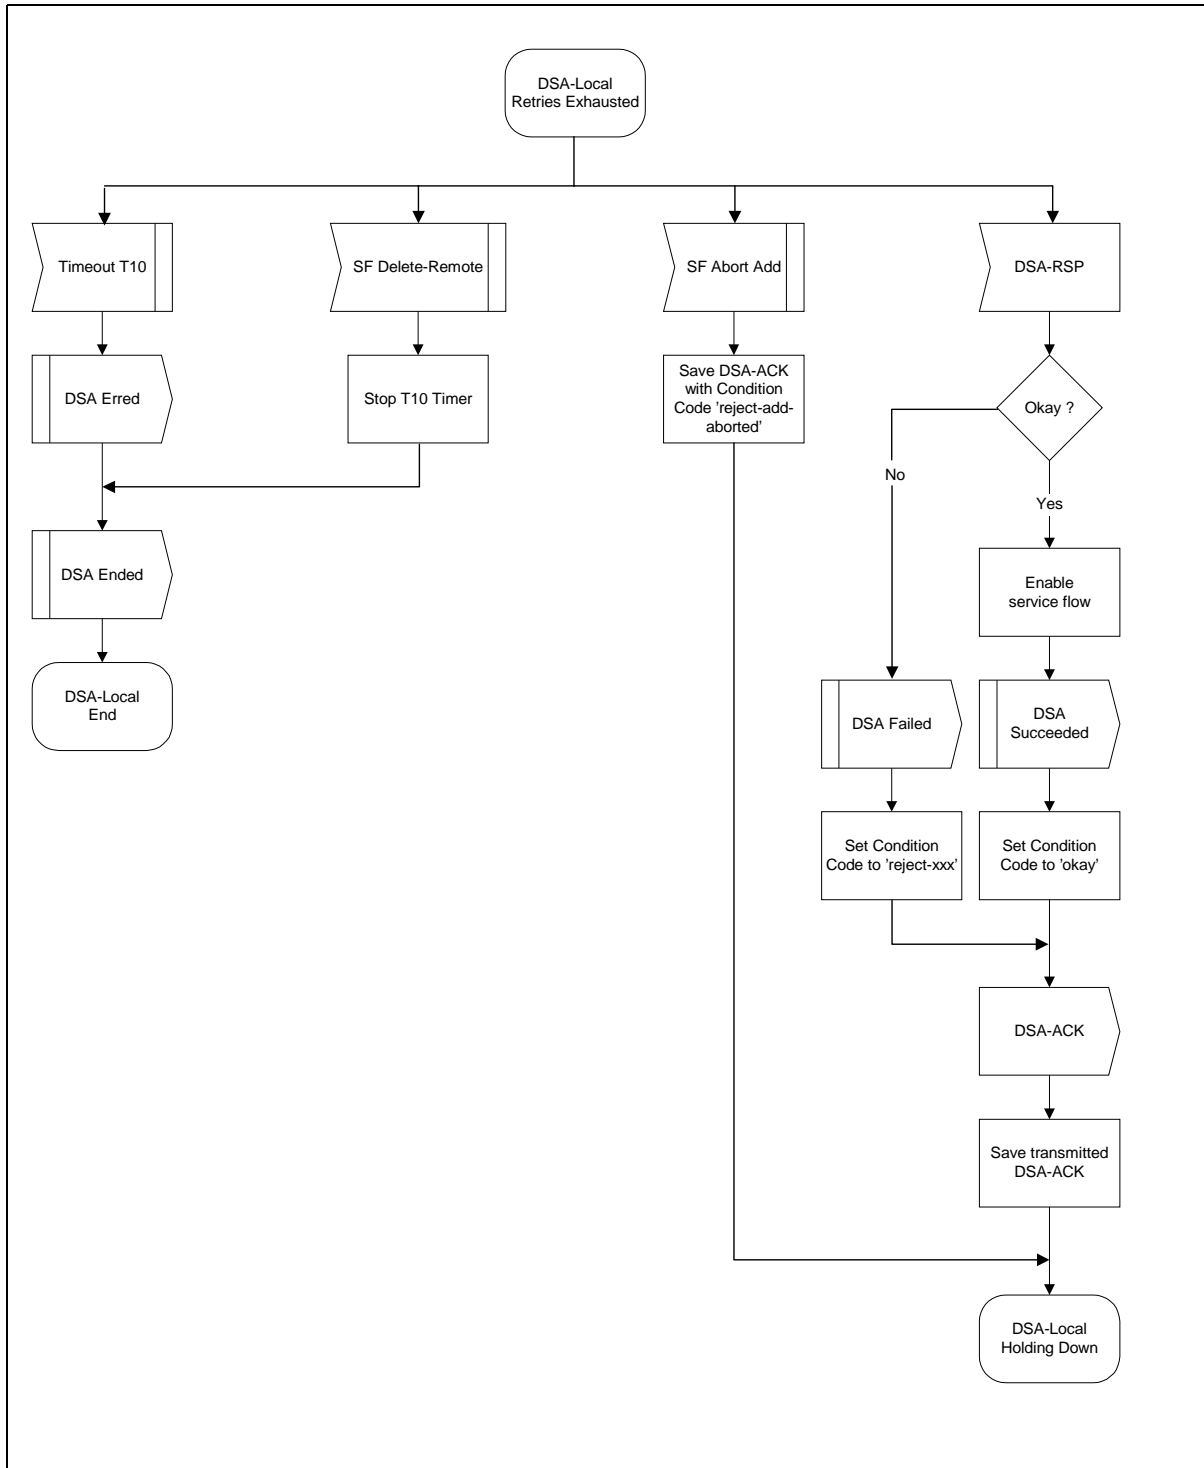 DSA-Local
Retries Exhausted
Timeout T10
SF Delete-Remote
SF Abort Add
DSA-RSP
DSA Erred
Stop T10 Timer
Save DSA-ACK
with Condition
Code 'reject-add-
aborted'
Okay ?
No
Yes
DSA Ended
Enable
service flow
DSA-Local
End
DSA Failed
DSA
Succeeded
Set Condition
Code to 'reject-xxx'
Set Condition
Code to 'okay'
DSA-ACK
Save transmitted
DSA-ACK
DSA-Local
Holding Down